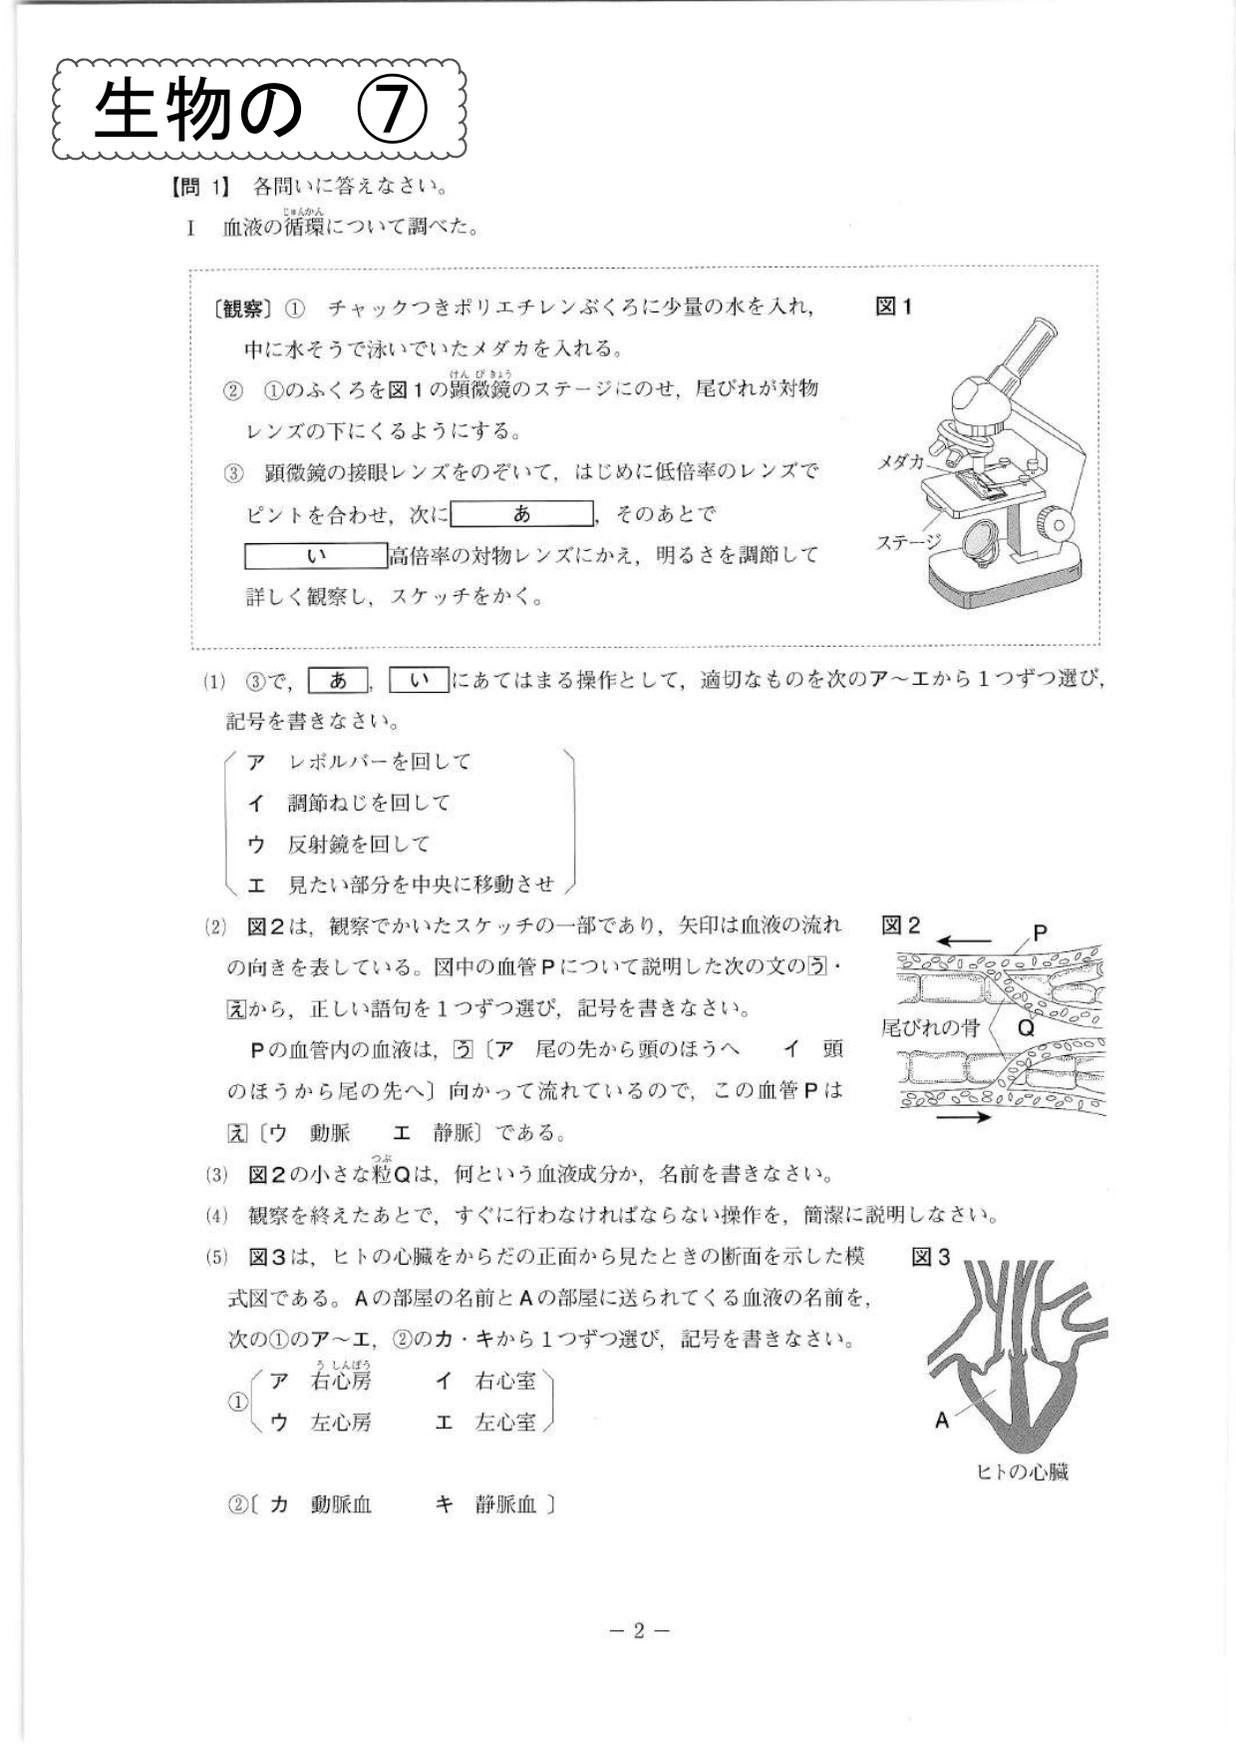 生物の ⑦
【問 1】 各問いに答えなさい。
じゅんかん
Ⅰ 血液の循環について調べた。
〔観察〕① チャックつきポリエチレンぶくろに少量の水を入れ,
中に水そうで泳いでいたメダカを入れる。
けんびきょう
② ①のふくろを図1の顕微鏡のステージにのせ,尾びれが対物
レンズの下にくるようにする。
③ 顕微鏡の接眼レンズをのぞいて,はじめに低倍率のレンズで
ピントを合わせ,次に あ ,そのあとで
い 高倍率の対物レンズにかえ,明るさを調節して
詳しく観察し,スケッチをかく。
図1
メダカ
ステージ
(1) ③で, あ , い にあてはまる操作として,適切なものを次のア~エから1つずつ選び,
記号を書きなさい。
ア レボルバーを回して
イ 調節ねじを回して
ウ 反射鏡を回して
エ 見たい部分を中央に移動させ
(2) 図2は,観察でかいたスケッチの一部であり,矢印は血液の流れ
の向きを表している。図中の血管Pについて説明した次の文のう・
えから,正しい語句を1つずつ選び,記号を書きなさい。
Pの血管内の血液は,う〔ア 尾の先から頭のほうへ イ 頭
のほうから尾の先へ〕向かって流れているので,この血管Pは
え〔ウ 動脈 エ 静脈〕である。
図2
P
尾びれの骨
Q
つぶ
(3) 図2の小さな粒Qは,何という血液成分か,名前を書きなさい。
(4) 観察を終えたあとで,すぐに行わなければならない操作を,簡潔に説明しなさい。
(5) 図3は,ヒトの心臓をからだの正面から見たときの断面を示した模
式図である。Aの部屋の名前とAの部屋に送られてくる血液の名前を,
次の①のア~エ,②のカ・キから1つずつ選び,記号を書きなさい。
うしんぼう
①〔ア 右心房 イ 右心室
ウ 左心房 エ 左心室〕
②〔カ 動脈血 キ 静脈血〕
図3
A
ヒトの心臓
- 2 -